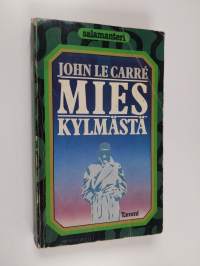 salamanteri
JOHN LE CARRÉ
MIES
KYLMÄSTÄ
Tammi